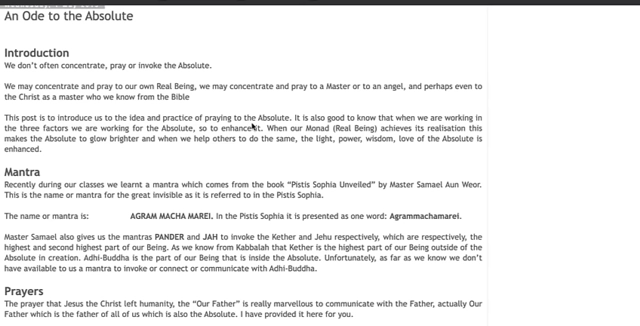 An Ode to the Absolute
Introduction
We don't often concentrate, pray or invoke the Absolute.
We may concentrate and pray to our own Real Being, we may concentrate and pray to a Master or to an angel, and perhaps even to
the Christ as a master who we know from the Bible
This post is to introduce us to the idea and practice of praying to the Absolute. It is also good to know that when we are working in
the three factors we are working for the Absolute, so to enhance it. When our Monad (Real Being) achieves its realisation this
makes the Absolute to glow brighter and when we help others to do the same, the light, power, wisdom, love of the Absolute is
enhanced.
Mantra
Recently during our classes we learnt a mantra which comes from the book "Pistis Sophia Unveiled" by Master Samael Aun Weor.
This is the name or mantra for the great invisible as it is referred to in the Pistis Sophia.
The name or mantra is: AGRAM MACHA MAREI. In the Pistis Sophia it is presented as one word: Agrammachamarei.
Master Samael also gives us the mantras PANDER and JAH to invoke the Kether and Jehu respectively, which are respectively, the
highest and second highest part of our Being. As we know from Kabbalah that Kether is the highest part of our Being outside of the
Absolute in creation. Adhi-Buddha is the part of our Being that is inside the Absolute. Unfortunately, as far as we know we don't
have available to us a mantra to invoke or connect or communicate with Adhi-Buddha.
Prayers
The prayer that Jesus the Christ left humanity, the "Our Father" is really marvellous to communicate with the Father, actually Our
Father which is the father of all of us which is also the Absolute. I have provided it here for you.